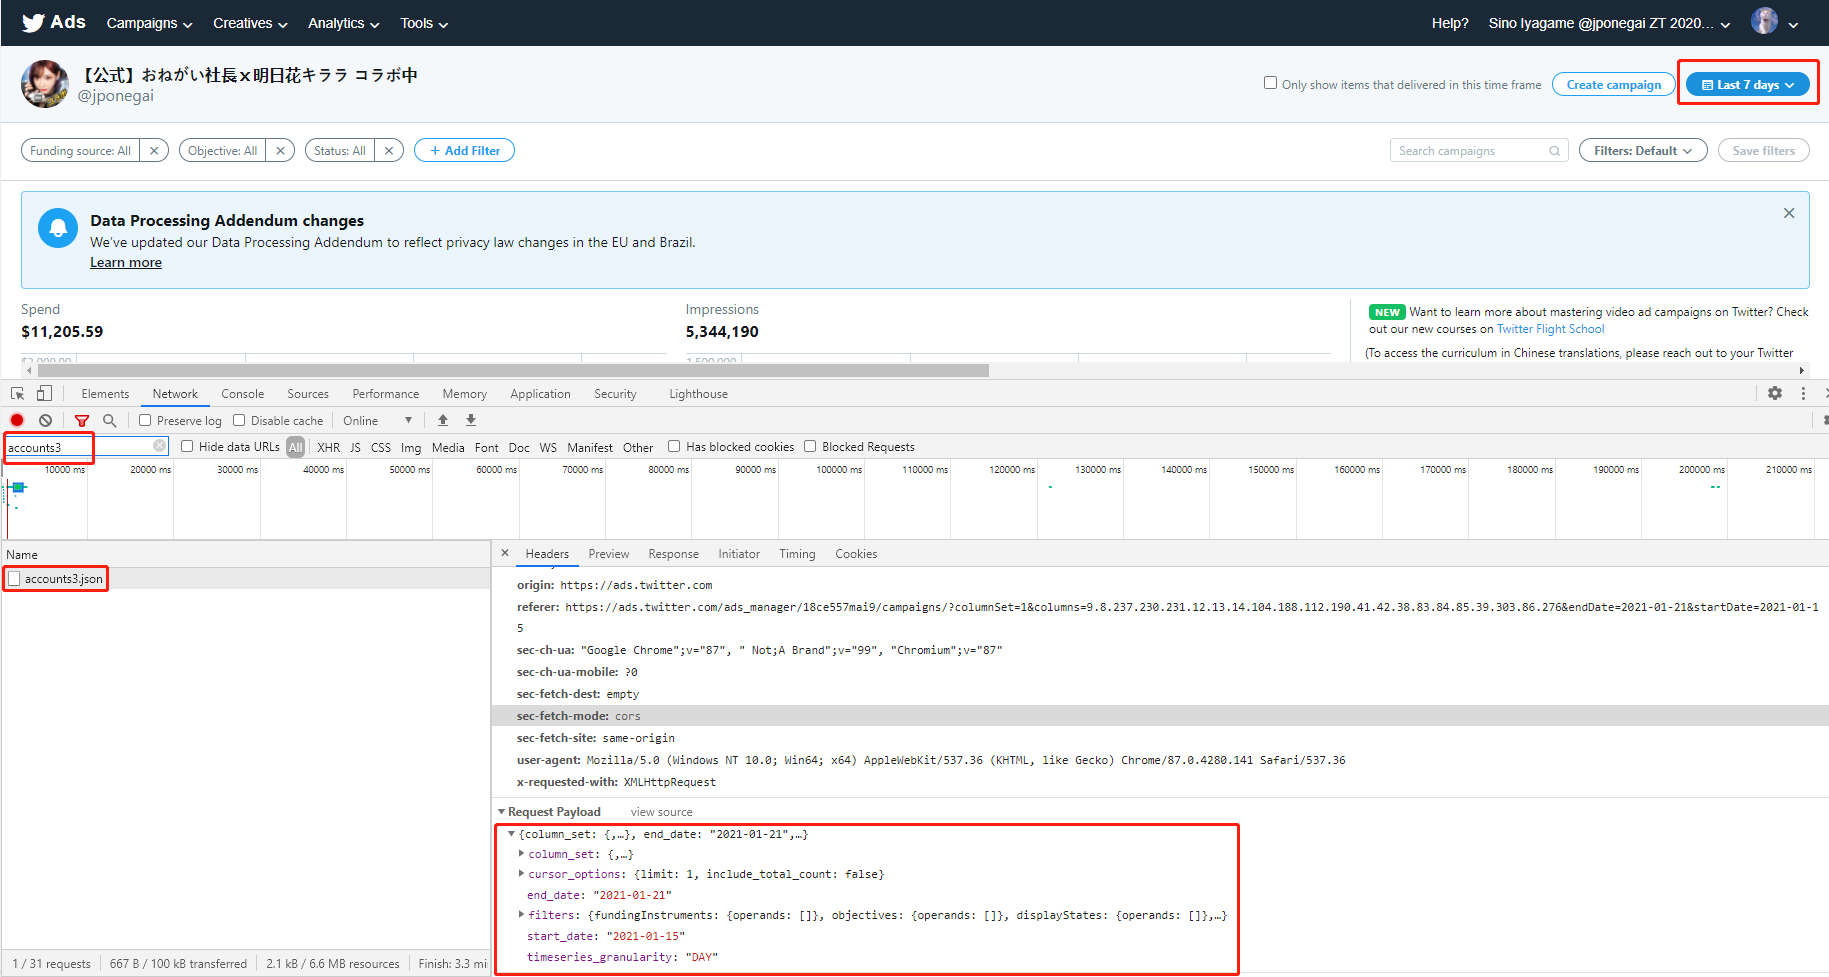 Ads Campaigns Creatives Analytics Tools Help? Sino Iyagame @jponegai ZT 2020...
【公式】おねがい社長 x 明日花キララ コラボ中
@jponegai
Only show items that delivered in this time frame Create campaign Last 7 days
Funding source: All Objective: All Status: All + Add Filter Search campaigns Filters: Default Save filters
Data Processing Addendum changes
We've updated our Data Processing Addendum to reflect privacy law changes in the EU and Brazil.
Learn more
Spend Impressions
$11,205.59 5,344,190
NEW Want to learn more about mastering video ad campaigns on Twitter? Check
out our new courses on Twitter Flight School
(To access the curriculum in Chinese translations, please reach out to your Twitter
Elements Network Console Sources Performance Memory Application Security Lighthouse
Preserve log Disable cache Online
accounts3 Hide data URLs All XHR JS CSS Img Media Font Doc WS Manifest Other Has blocked cookies Blocked Requests
10000 ms 20000 ms 30000 ms 40000 ms 50000 ms 60000 ms 70000 ms 80000 ms 90000 ms 100000 ms 110000 ms 120000 ms 130000 ms 140000 ms 150000 ms 160000 ms 170000 ms 180000 ms 190000 ms 200000 ms 210000 ms
Name
accounts3.json
Headers Preview Response Initiator Timing Cookies
origin: https://ads.twitter.com
referer: https://ads.twitter.com/ads_manager/18ce557mai9/campaigns/?columnSet=1&columns=9.8.237.230.231.12.13.14.104.188.112.190.41.42.38.83.84.85.39.303.86.276&endDate=2021-01-21&startDate=2021-01-1
5
sec-ch-ua: "Google Chrome";v="87", " Not;A Brand";v="99", "Chromium";v="87"
sec-ch-ua-mobile: ?0
sec-fetch-dest: empty
sec-fetch-mode: cors
sec-fetch-site: same-origin
user-agent: Mozilla/5.0 (Windows NT 10.0; Win64; x64) AppleWebKit/537.36 (KHTML, like Gecko) Chrome/87.0.4280.141 Safari/537.36
x-requested-with: XMLHttpRequest
Request Payload view source
{column_set: {,…}, end_date: "2021-01-21",…}
column_set: {,…}
cursor_options: {limit: 1, include_total_count: false}
end_date: "2021-01-21"
filters: {fundingInstruments: {operands: []}, objectives: {operands: []}, displayStates: {operands: []},…}
start_date: "2021-01-15"
timeseries_granularity: "DAY"
1 / 31 requests 667 B / 100 kB transferred 2.1 kB / 6.6 MB resources Finish: 3.3 mi